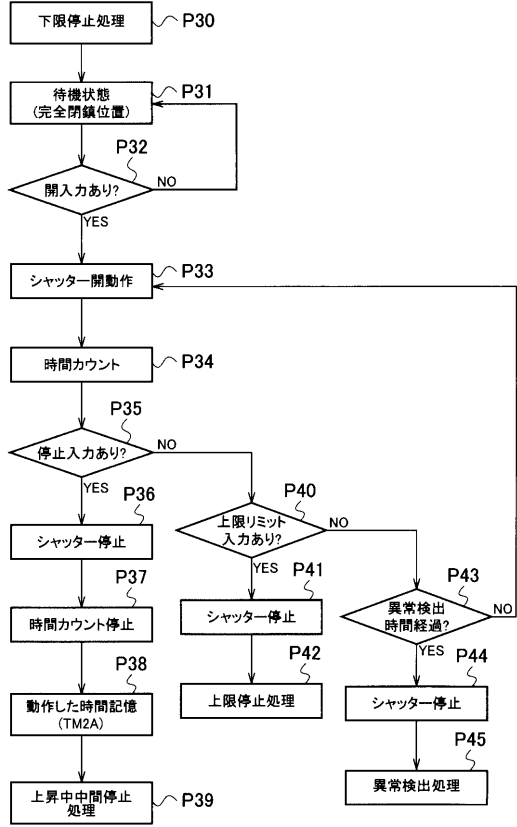 下限停止処理
P30
待機状態
(完全閉鎖位置)
P31
P32
開入力あり?
NO
YES
シャッター開動作
P33
時間カウント
P34
P35
停止入力あり?
NO
YES
P36
シャッター停止
P37
時間カウント停止
P38
動作した時間記憶
(TM2A)
上昇中中間停止
処理
P39
P40
上限リミット
入力あり?
NO
YES
P41
シャッター停止
P42
上限停止処理
P43
異常検出
時間経過?
NO
YES
P44
シャッター停止
P45
異常検出処理